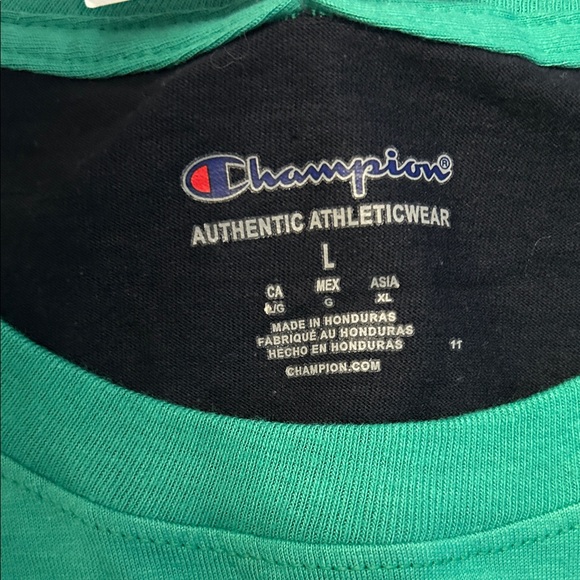 Champion®
AUTHENTIC ATHLETICWEAR
L
CA MEX ASIA
L/G G XL
MADE IN HONDURAS
FABRIQUÉ AU HONDURAS
HECHO EN HONDURAS
11
CHAMPION.COM